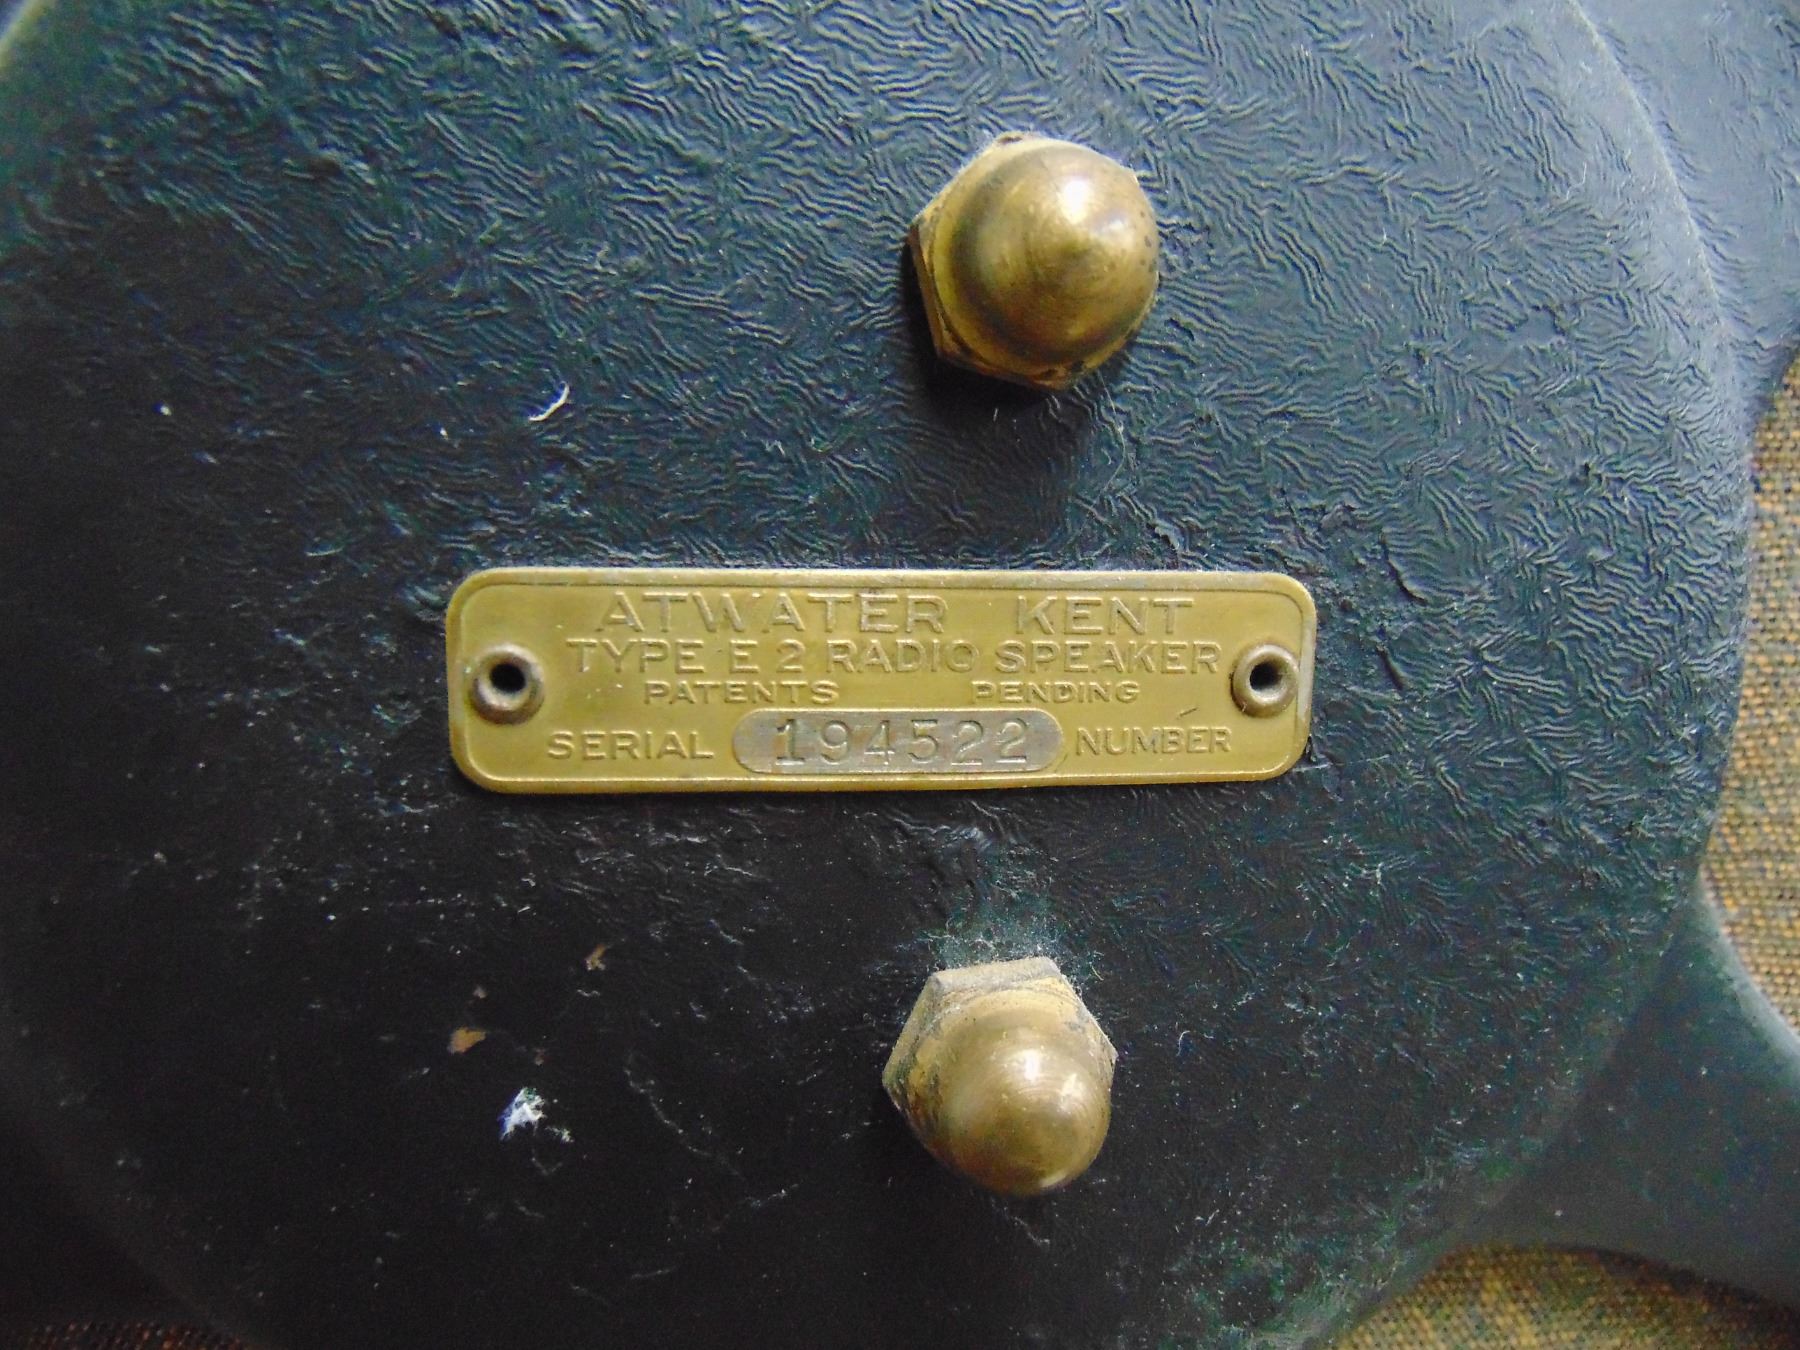 ATWATER KENT
TYPE E 2 RADIO SPEAKER
PATENTS PENDING
SERIAL 194522 NUMBER